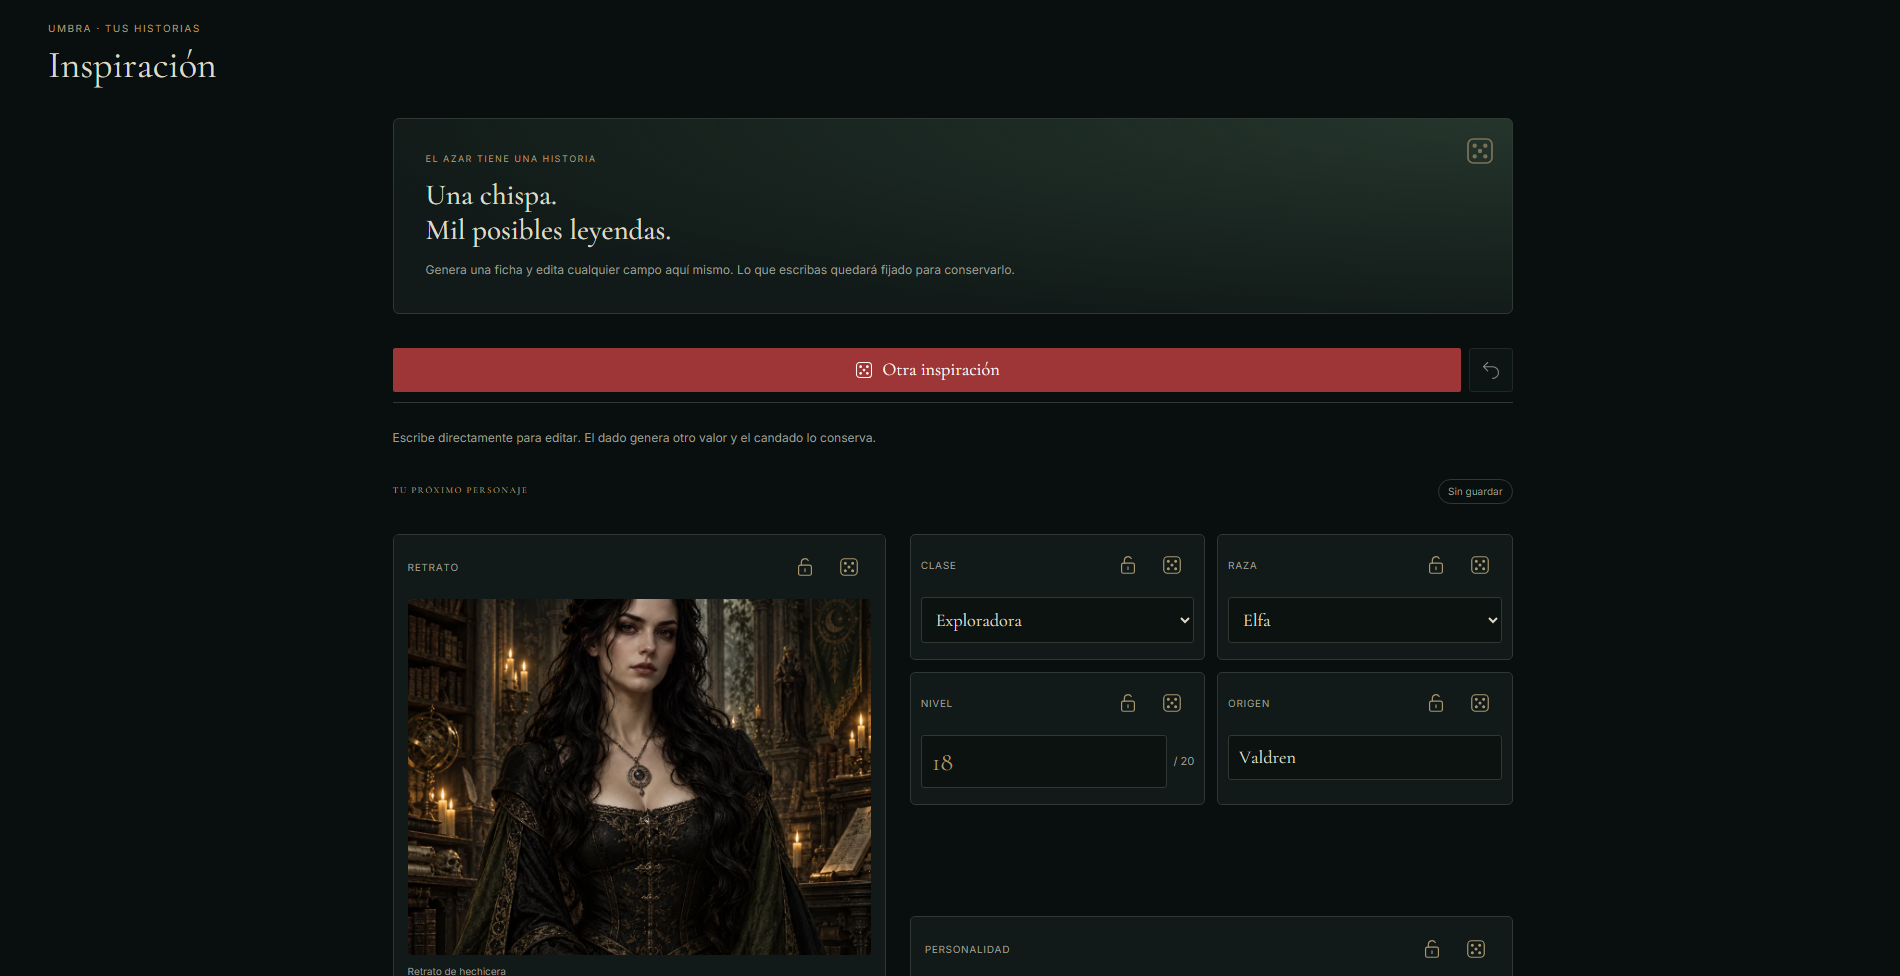 UMBRA · TUS HISTORIAS
Inspiración
EL AZAR TIENE UNA HISTORIA
Una chispa.
Mil posibles leyendas.
Genera una ficha y edita cualquier campo aquí mismo. Lo que escribas quedará fijado para conservarlo.
Otra inspiración
Escribe directamente para editar. El dado genera otro valor y el candado lo conserva.
TU PRÓXIMO PERSONAJE
Sin guardar
RETRATO
CLASE
RAZA
Exploradora
Elfa
NIVEL
ORIGEN
18
/ 20
Valdren
PERSONALIDAD
Retrato de hechicera